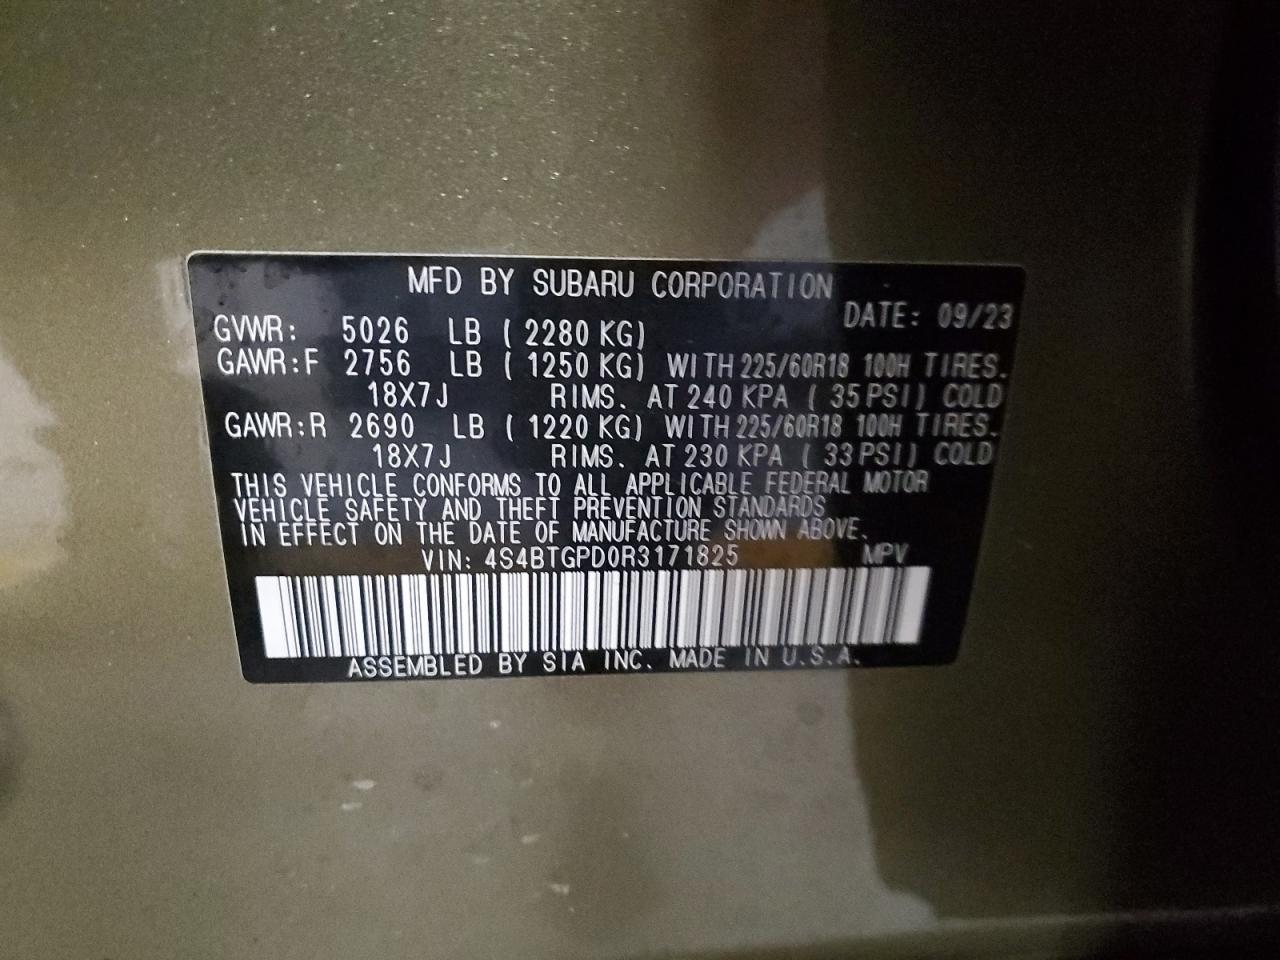 MFD BY SUBARU CORPORATION
DATE: 09/23
GVWR: 5026 LB ( 2280 KG)
GAWR:F 2756 LB ( 1250 KG) WITH 225/60R18 100H TIRES.
18X7J RIMS. AT 240 KPA ( 35 PSI) COLD
GAWR:R 2690 LB ( 1220 KG) WITH 225/60R18 100H TIRES.
18X7J RIMS. AT 230 KPA ( 33 PSI) COLD
THIS VEHICLE CONFORMS TO ALL APPLICABLE FEDERAL MOTOR
VEHICLE SAFETY AND THEFT PREVENTION STANDARDS
IN EFFECT ON THE DATE OF MANUFACTURE SHOWN ABOVE.
VIN: 4S4BTGPD0R3171825 MPV
ASSEMBLED BY SIA INC. MADE IN U.S.A.